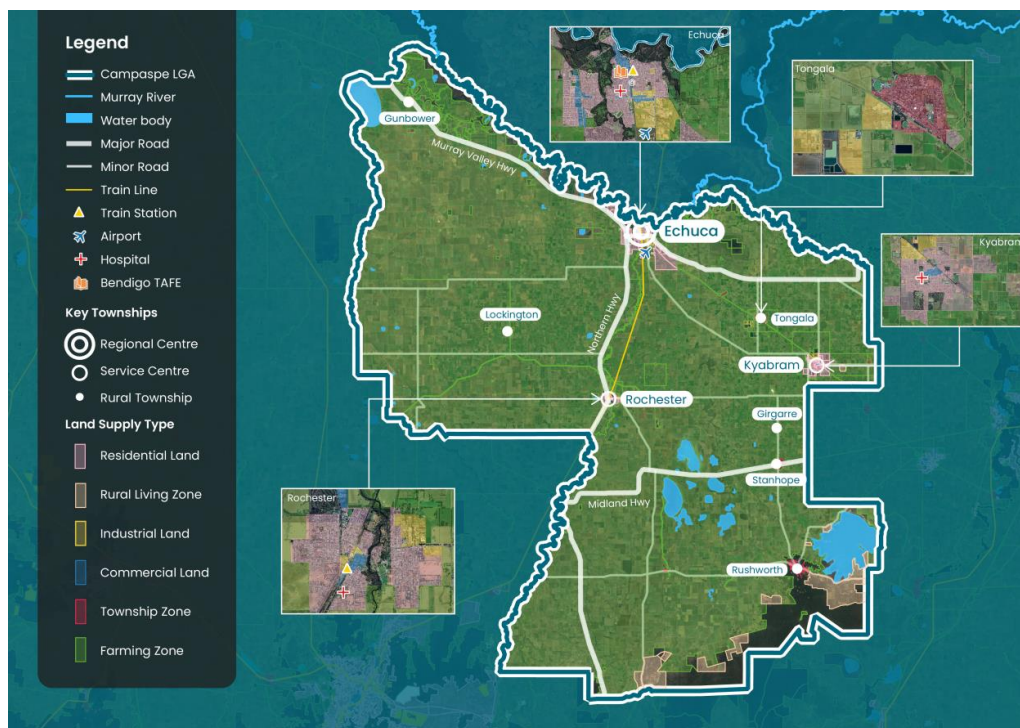 Legend
Campaspe LGA
Murray River
Water body
Major Road
Minor Road
Train Line
Train Station
Airport
Hospital
Bendigo TAFE
Key Townships
Regional Centre
Service Centre
Rural Township
Land Supply Type
Residential Land
Rural Living Zone
Industrial Land
Commercial Land
Township Zone
Farming Zone
Echuca
Tongala
Gunbower
Murray Valley Hwy
Echuca
Kyabram
Northern Hwy
Lockington
Tongala
Kyabram
Rochester
Girgarre
Stanhope
Midland Hwy
Rochester
Rushworth